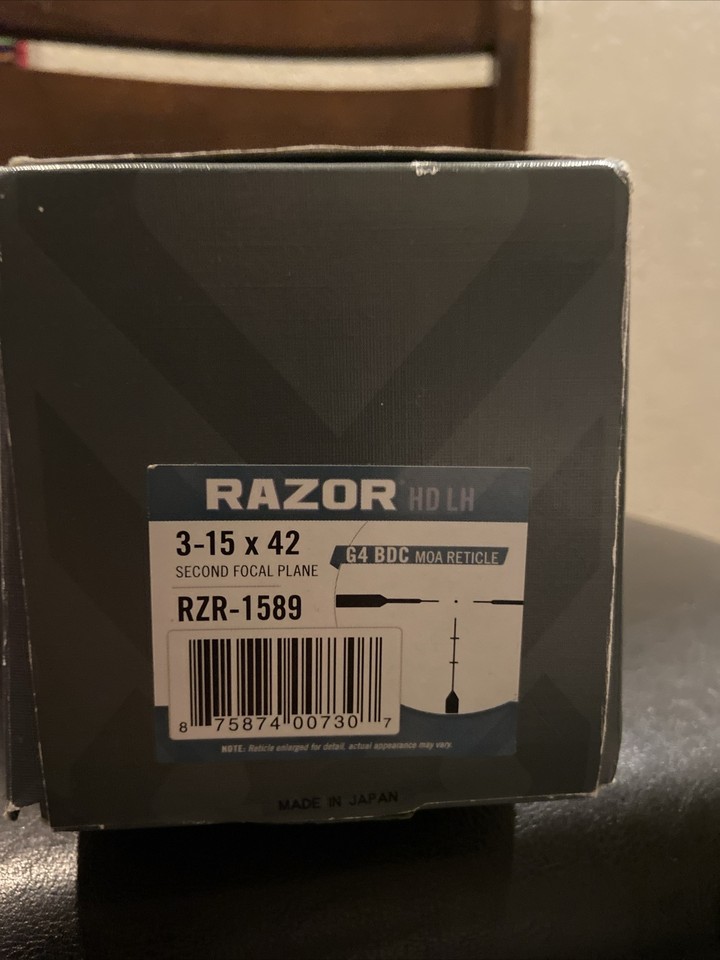 RAZOR HD LH
3-15 x 42
SECOND FOCAL PLANE
G4 BDC MOA RETICLE
RZR-1589
8 75874 00730 7
NOTE: Reticle enlarged for detail, actual appearance may vary.
MADE IN JAPAN